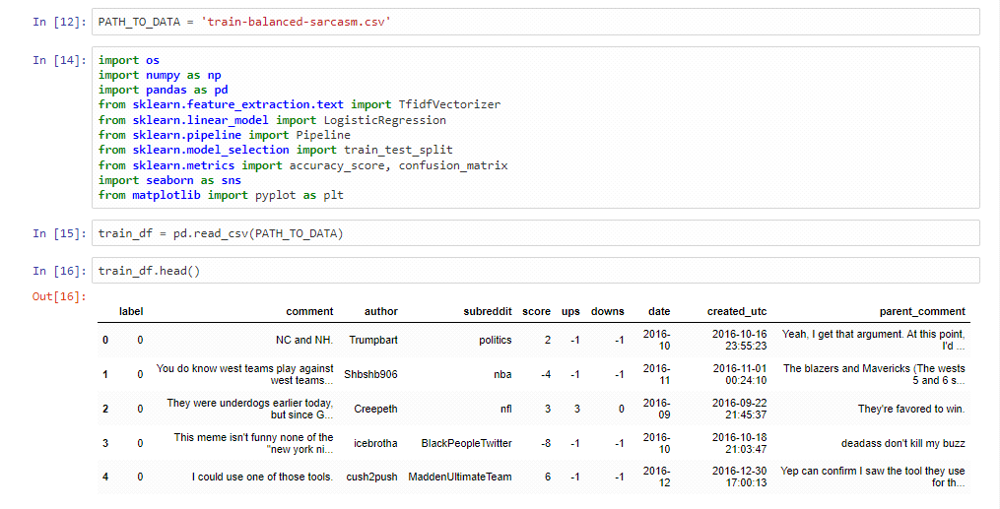 In [12]: PATH_TO_DATA = 'train-balanced-sarcasm.csv'
In [14]: import os
import numpy as np
import pandas as pd
from sklearn.feature_extraction.text import TfidfVectorizer
from sklearn.linear_model import LogisticRegression
from sklearn.pipeline import Pipeline
from sklearn.model_selection import train_test_split
from sklearn.metrics import accuracy_score, confusion_matrix
import seaborn as sns
from matplotlib import pyplot as plt
In [15]: train_df = pd.read_csv(PATH_TO_DATA)
In [16]: train_df.head()
Out[16]:
label comment author subreddit score ups downs date created_utc parent_comment
0 0 NC and NH. Trumpbart politics 2 -1 -1 2016- 2016-10-16 Yeah, I get that argument. At this point,
10 23:55:23 I'd ...
1 0 You do know west teams play against Shbshb906 nba -4 -1 -1 2016- 2016-11-01 The blazers and Mavericks (The wests
west teams... 11 00:24:10 5 and 6 s...
2 0 They were underdogs earlier today, Creepeth nfl 3 3 0 2016- 2016-09-22 They're favored to win.
but since G... 09 21:45:37
3 0 This meme isn't funny none of the icebrotha BlackPeopleTwitter -8 -1 -1 2016- 2016-10-18 deadass don't kill my buzz
"new york ni... 10 21:03:47
4 0 I could use one of those tools. cush2push MaddenUltimateTeam 6 -1 -1 2016- 2016-12-30 Yep can confirm I saw the tool they use
12 17:00:13 for th...